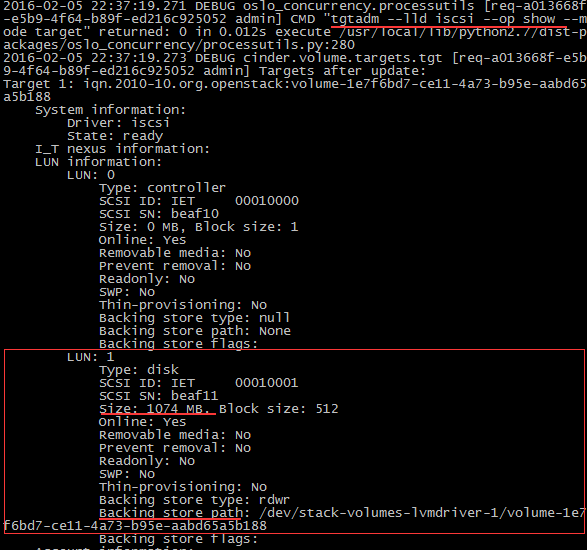 2016-02-05 22:37:19.271 DEBUG oslo_concurrency.processutils [req-a013668f
-e5b9-4f64-b89f-ed216c925052 admin] CMD "tgtadm --lld iscsi --op show --m
ode target" returned: 0 in 0.012s execute /usr/local/lib/python2.7/dist-p
ackages/oslo_concurrency/processutils.py:280
2016-02-05 22:37:19.273 DEBUG cinder.volume.targets.tgt [req-a013668f-e5b
9-4f64-b89f-ed216c925052 admin] Targets after update:
Target 1: iqn.2010-10.org.openstack:volume-1e7f6bd7-ce11-4a73-b95e-aabd65
a5b188
System information:
Driver: iscsi
State: ready
I_T nexus information:
LUN information:
LUN: 0
Type: controller
SCSI ID: IET     00010000
SCSI SN: beaf10
Size: 0 MB, Block size: 1
Online: Yes
Removable media: No
Prevent removal: No
Readonly: No
SWP: No
Thin-provisioning: No
Backing store type: null
Backing store path: None
Backing store flags:
LUN: 1
Type: disk
SCSI ID: IET     00010001
SCSI SN: beaf11
Size: 1074 MB, Block size: 512
Online: Yes
Removable media: No
Prevent removal: No
Readonly: No
SWP: No
Thin-provisioning: No
Backing store type: rdwr
Backing store path: /dev/stack-volumes-lvmdriver-1/volume-1e7
f6bd7-ce11-4a73-b95e-aabd65a5b188
Backing store flags:
Account information: